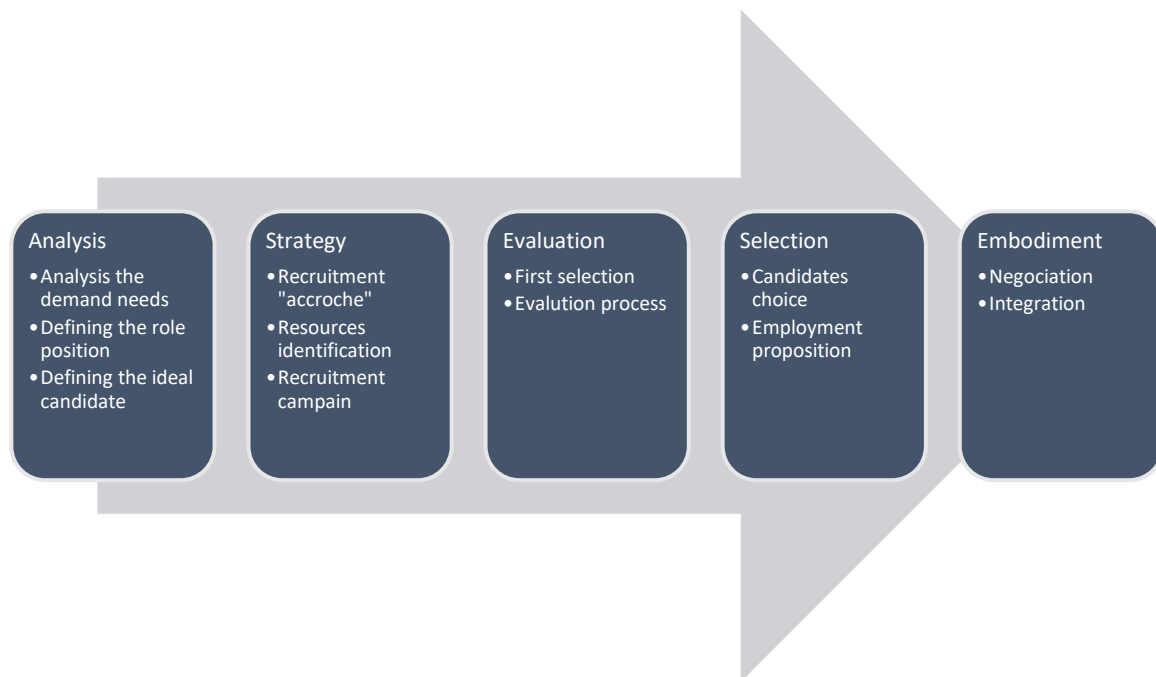 Analysis
•Analysis the
demand needs
•Defining the role
position
•Defining the ideal
candidate
Strategy
•Recruitment
"accroche"
•Resources
identification
•Recruitment
campain
Evaluation
•First selection
•Evalution process
Selection
•Candidates
choice
•Employment
proposition
Embodiment
•Negociation
•Integration